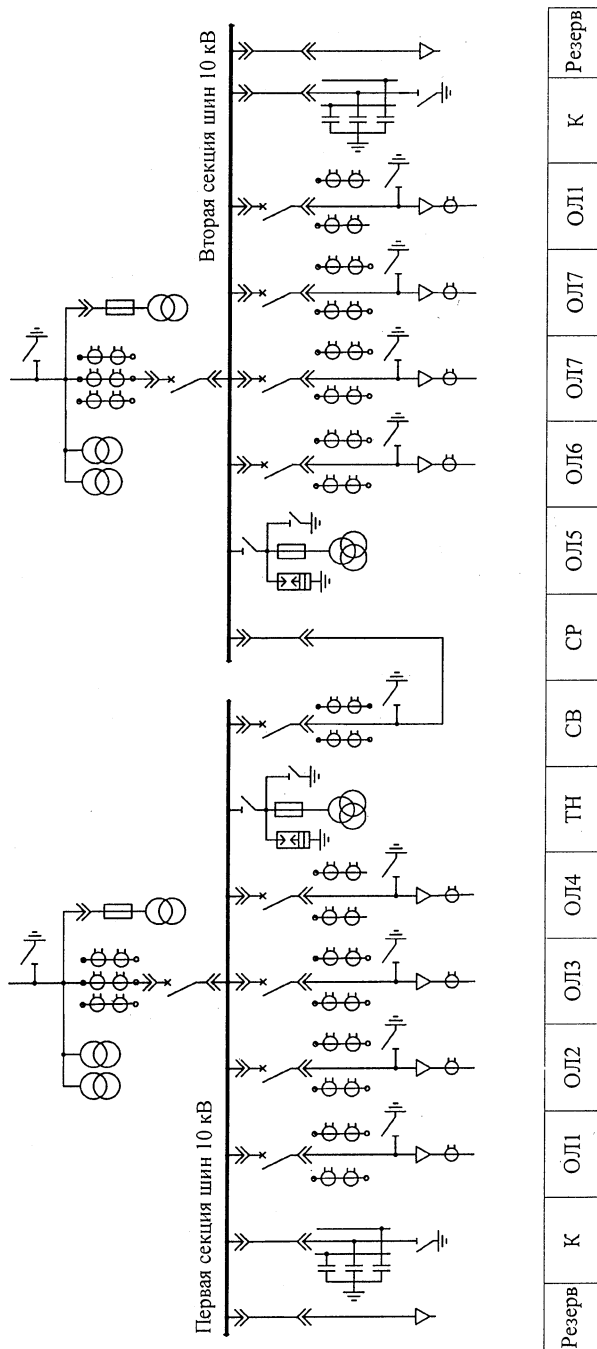 Первая секция шин 10 кВ
Вторая секция шин 10 кВ
Резерв
К
ОЛ1
ОЛ2
ОЛ3
ОЛ4
ТН
СВ
СР
ОЛ5
ОЛ6
ОЛ7
ОЛ7
ОЛ1
К
Резерв